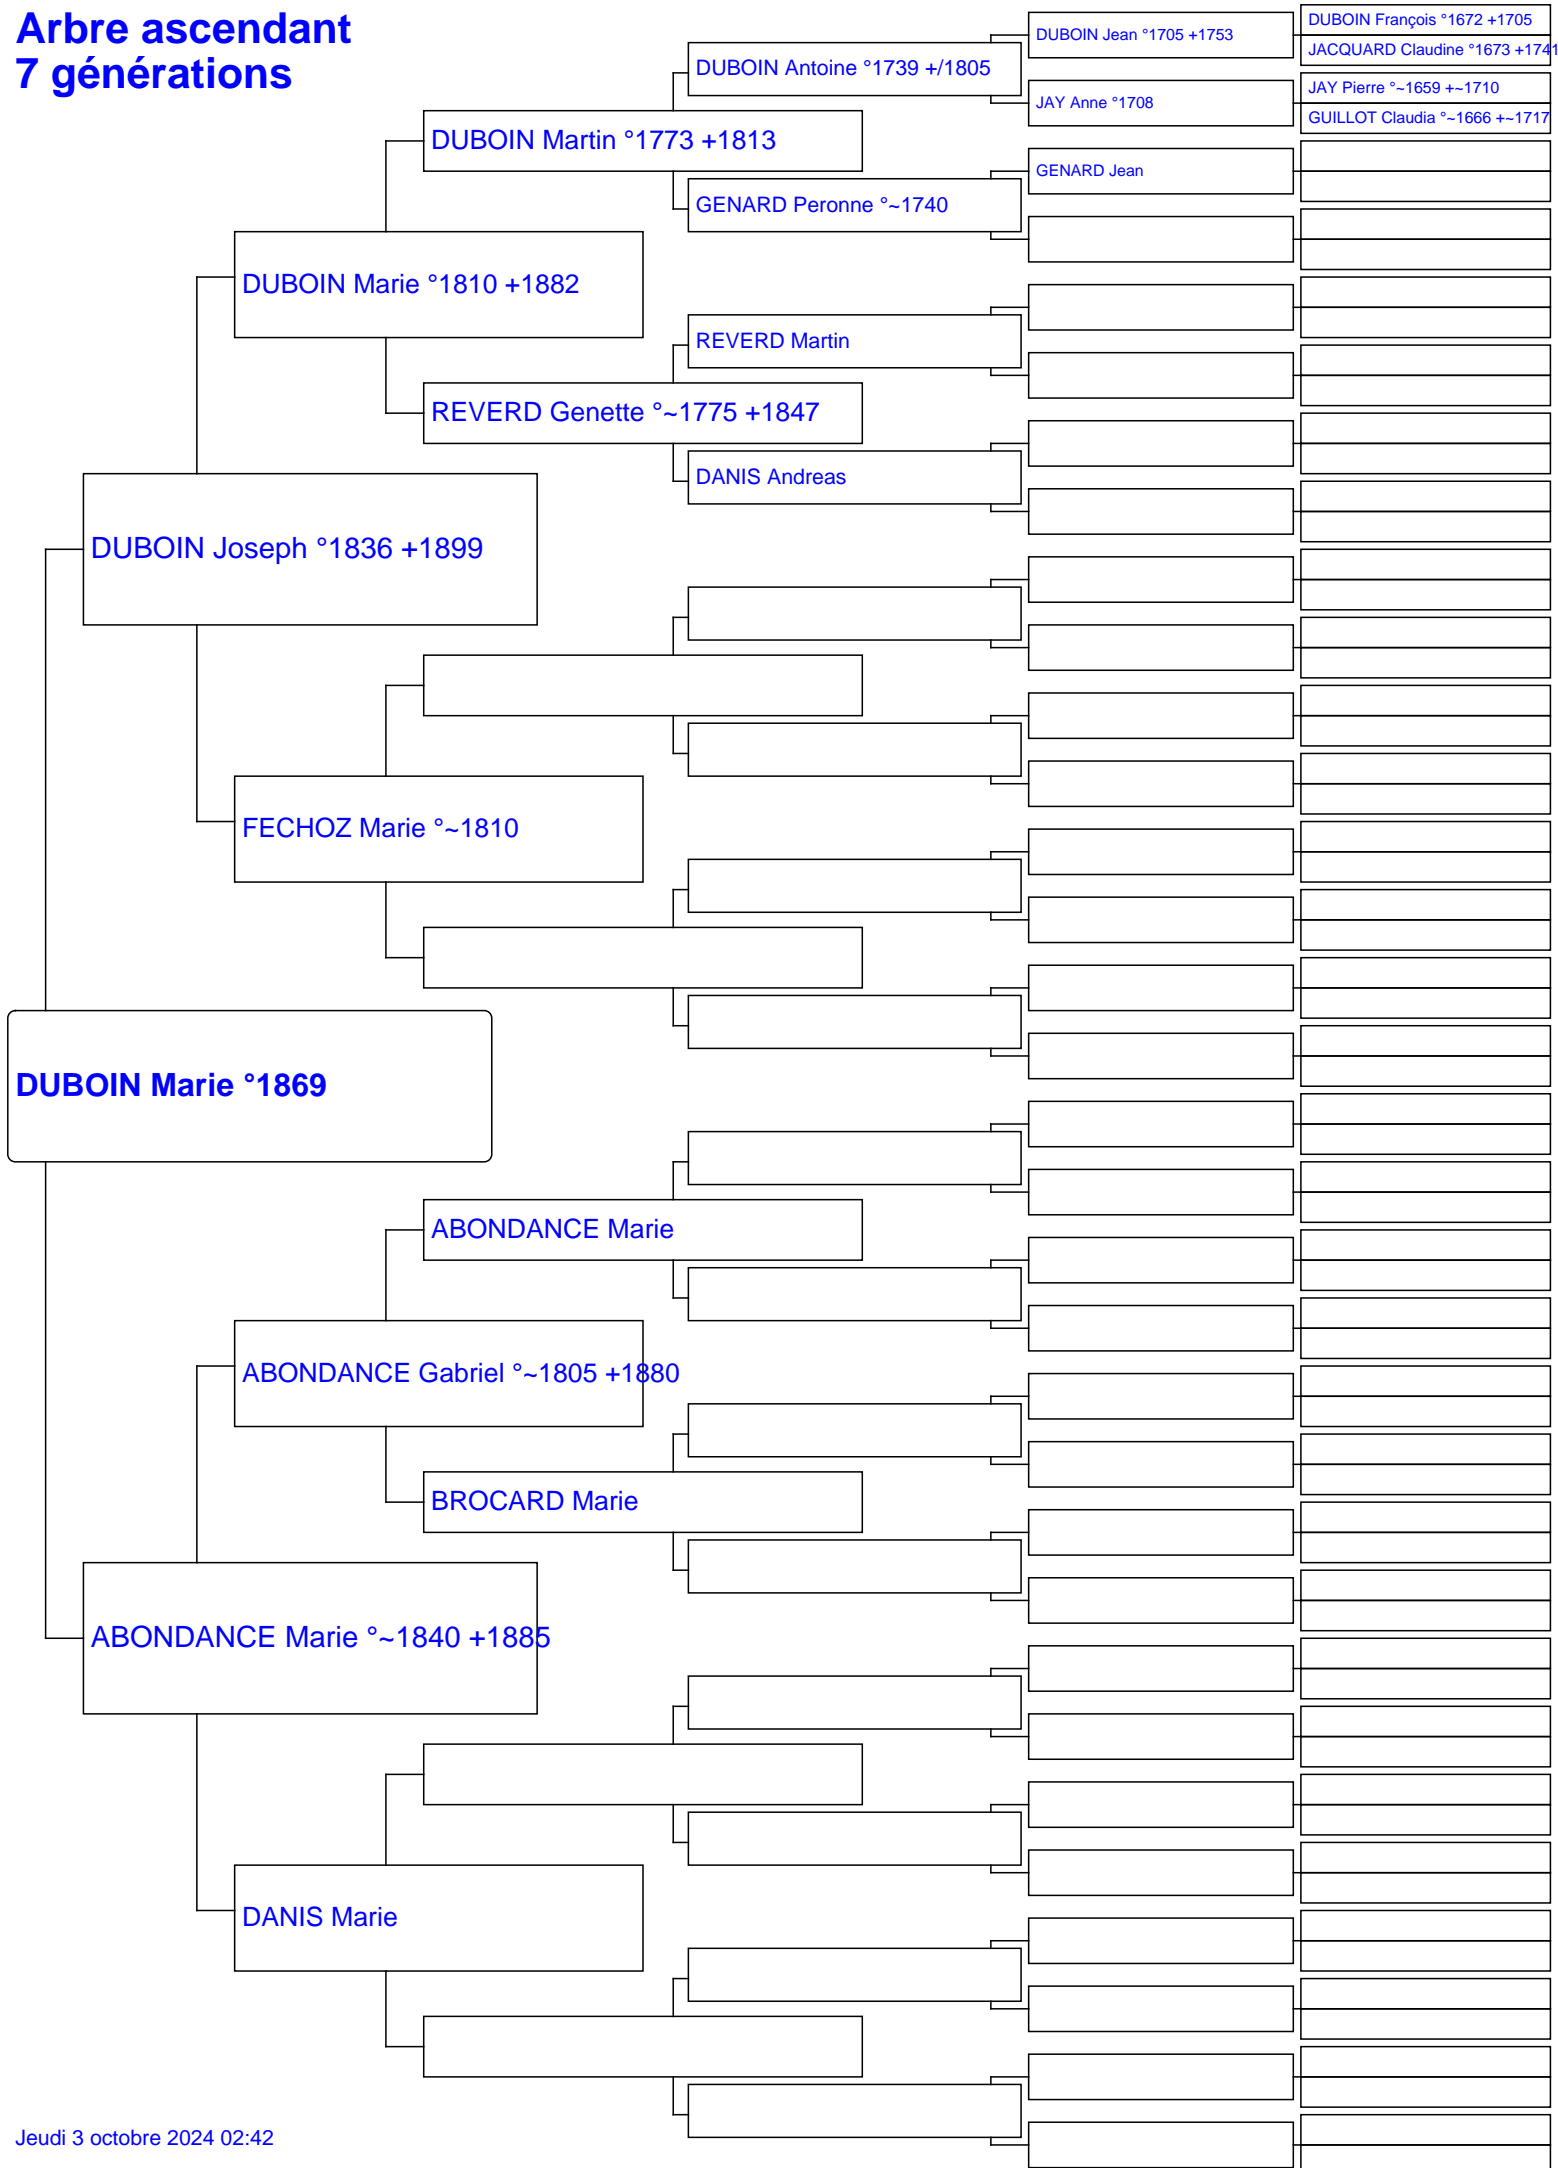 Arbre ascendant
7 générations
DUBOIN François °1672 +1705
DUBOIN Jean °1705 +1753
JACQUARD Claudine °1673 +1741
DUBOIN Antoine °1739 +/1805
JAY Pierre °~1659 +~1710
JAY Anne °1708
GUILLOT Claudia °~1666 +~1717
DUBOIN Martin °1773 +1813
GENARD Jean
GENARD Peronne °~1740
DUBOIN Marie °1810 +1882
REVERD Martin
REVERD Genette °~1775 +1847
DANIS Andreas
DUBOIN Joseph °1836 +1899
FECHOZ Marie °~1810
DUBOIN Marie °1869
ABONDANCE Marie
ABONDANCE Gabriel °~1805 +1880
BROCARD Marie
ABONDANCE Marie °~1840 +1885
DANIS Marie
Jeudi 3 octobre 2024 02:42